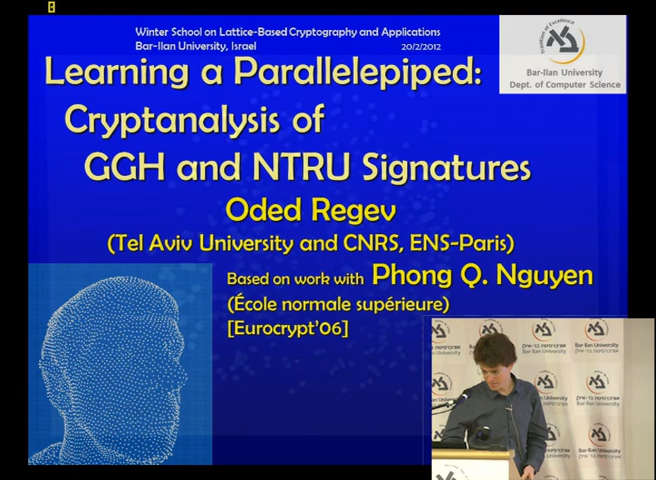 Winter School on Lattice-Based Cryptography and Applications
Bar-Ilan University, Israel 20/2/2012
Bar-Ilan University
Dept. of Computer Science
Learning a Parallelepiped:
Cryptanalysis of
GGH and NTRU Signatures
Oded Regev
(Tel Aviv University and CNRS, ENS-Paris)
Based on work with Phong Q. Nguyen
(École normale supérieure)
[Eurocrypt'06]